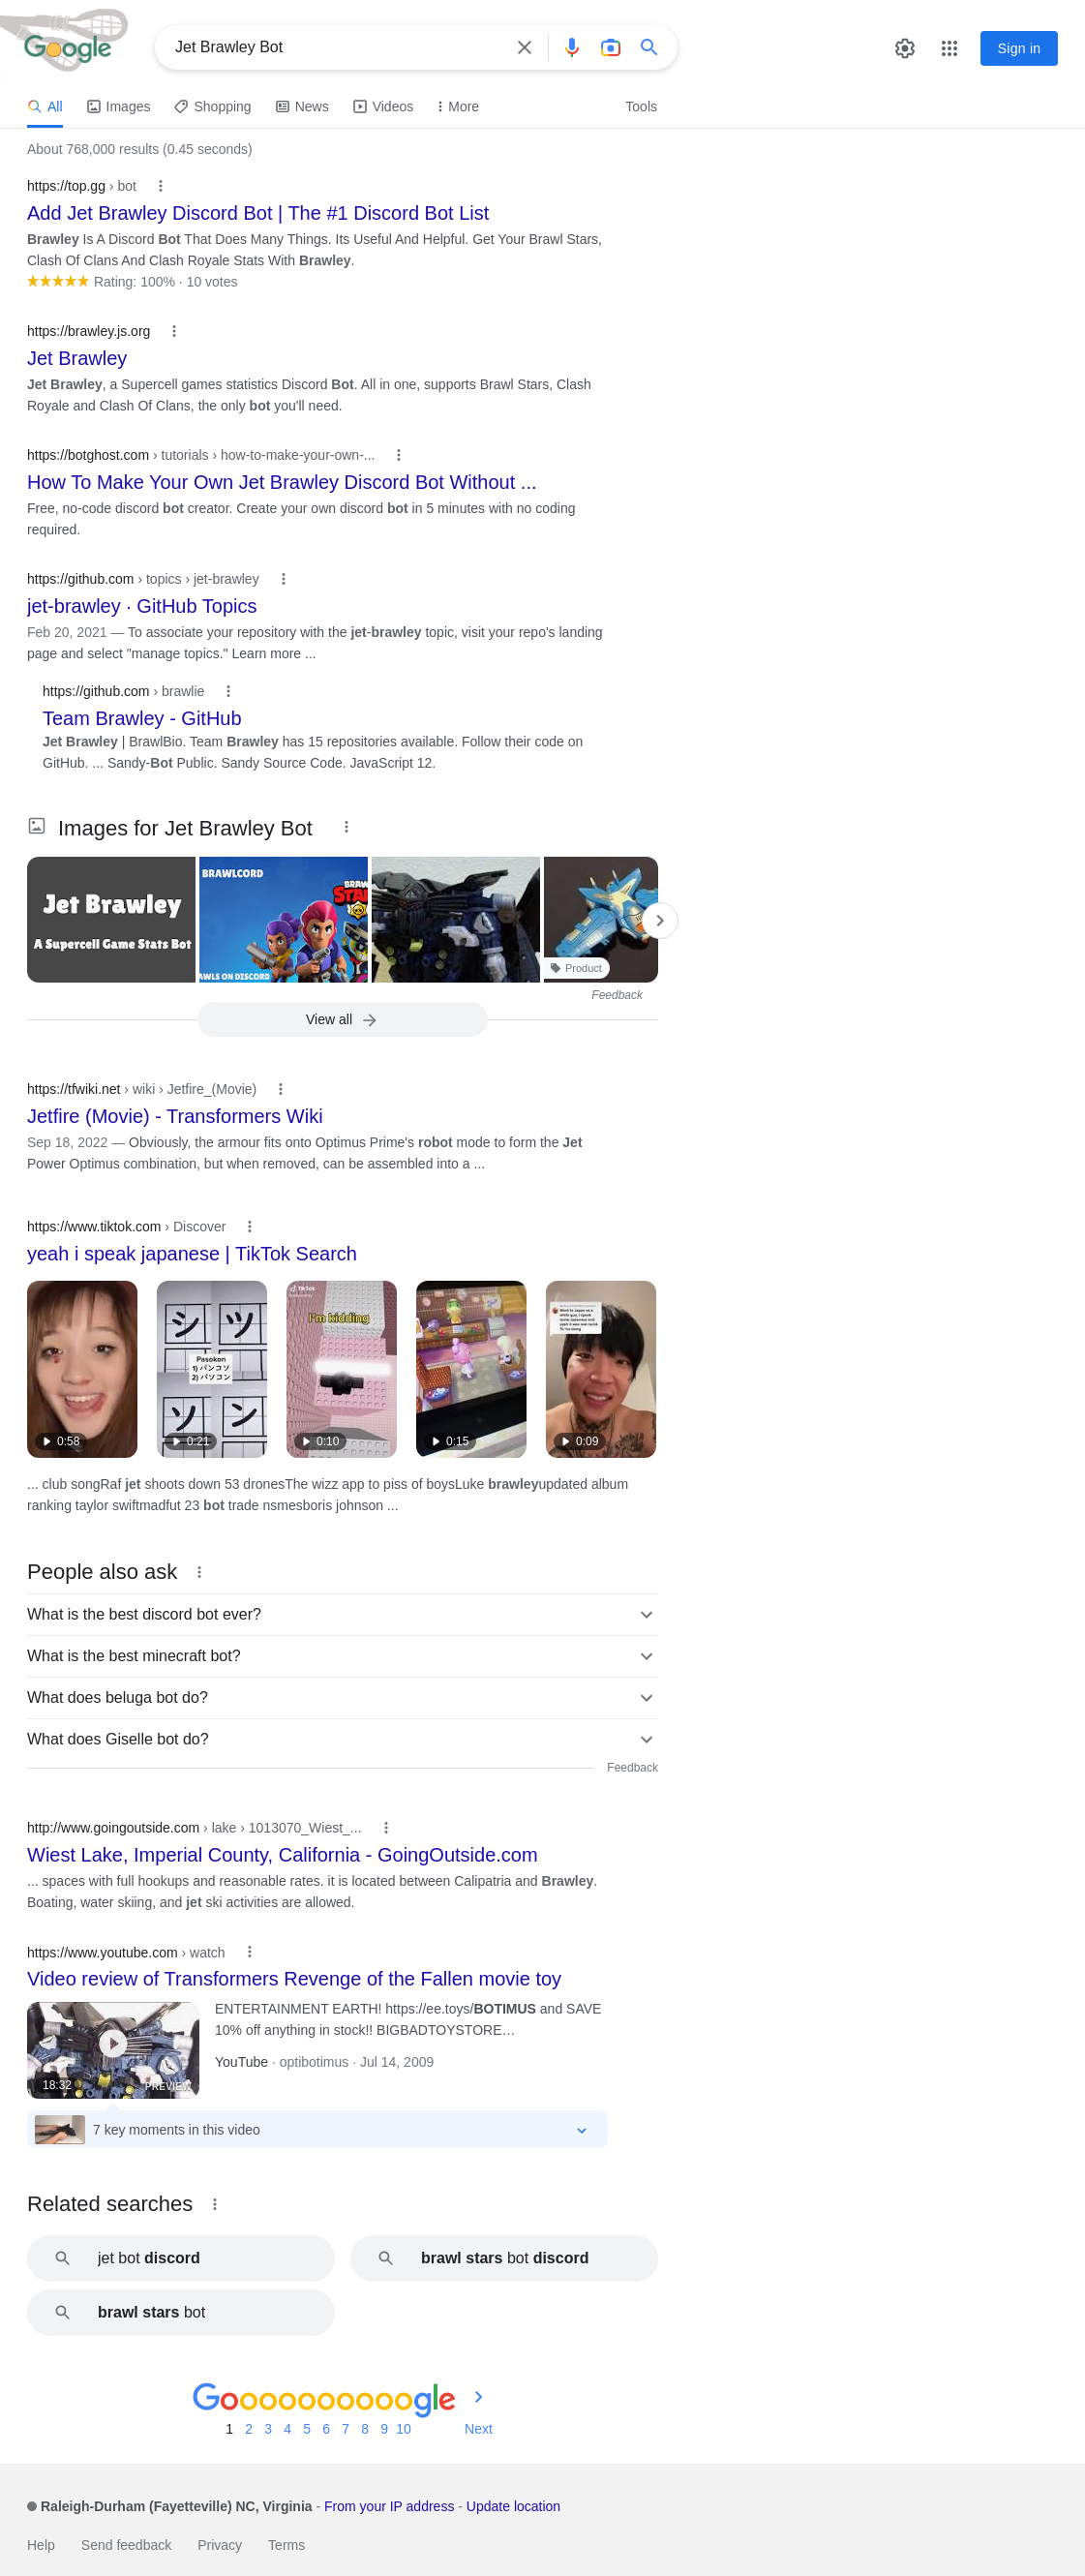 Google
Jet Brawley Bot
Sign in
All
Images
Shopping
News
Videos
More
Tools
About 768,000 results (0.45 seconds)
https://top.gg › bot
Add Jet Brawley Discord Bot | The #1 Discord Bot List
Brawley Is A Discord Bot That Does Many Things. Its Useful And Helpful. Get Your Brawl Stars,
Clash Of Clans And Clash Royale Stats With Brawley.
Rating: 100% · 10 votes
https://brawley.js.org
Jet Brawley
Jet Brawley, a Supercell games statistics Discord Bot. All in one, supports Brawl Stars, Clash
Royale and Clash Of Clans, the only bot you'll need.
https://botghost.com › tutorials › how-to-make-your-own-...
How To Make Your Own Jet Brawley Discord Bot Without ...
Free, no-code discord bot creator. Create your own discord bot in 5 minutes with no coding
required.
https://github.com › topics › jet-brawley
jet-brawley · GitHub Topics
Feb 20, 2021 — To associate your repository with the jet-brawley topic, visit your repo's landing
page and select "manage topics." Learn more ...
https://github.com › brawlie
Team Brawley - GitHub
Jet Brawley | BrawlBio. Team Brawley has 15 repositories available. Follow their code on
GitHub. ... Sandy-Bot Public. Sandy Source Code. JavaScript 12.
Images for Jet Brawley Bot
Jet Brawley
A Supercell Game Stats Bot
BRAWLCORD
BRAW
STA
AWLS ON DISCORD
Product
Feedback
View all
https://tfwiki.net › wiki › Jetfire_(Movie)
Jetfire (Movie) - Transformers Wiki
Sep 18, 2022 — Obviously, the armour fits onto Optimus Prime's robot mode to form the Jet
Power Optimus combination, but when removed, can be assembled into a ...
https://www.tiktok.com › Discover
yeah i speak japanese | TikTok Search
0:58
シ ツ
Pasokon
1) パンコソ
2) パソコン
ソ ン
0:21
TikTok
I'm kidding
0:10
0:15
0:09
... club songRaf jet shoots down 53 dronesThe wizz app to piss of boysLuke brawleyupdated album
ranking taylor swiftmadfut 23 bot trade nsmesboris johnson ...
People also ask
What is the best discord bot ever?
What is the best minecraft bot?
What does beluga bot do?
What does Giselle bot do?
Feedback
http://www.goingoutside.com › lake › 1013070_Wiest_...
Wiest Lake, Imperial County, California - GoingOutside.com
... spaces with full hookups and reasonable rates. it is located between Calipatria and Brawley.
Boating, water skiing, and jet ski activities are allowed.
https://www.youtube.com › watch
Video review of Transformers Revenge of the Fallen movie toy
ENTERTAINMENT EARTH! https://ee.toys/BOTIMUS and SAVE
10% off anything in stock!! BIGBADTOYSTORE…
YouTube · optibotimus · Jul 14, 2009
18:32
PREVIEW
7 key moments in this video
Related searches
jet bot discord
brawl stars bot discord
brawl stars bot
Goooooooooogle
1 2 3 4 5 6 7 8 9 10 Next
Raleigh-Durham (Fayetteville) NC, Virginia - From your IP address - Update location
Help Send feedback Privacy Terms